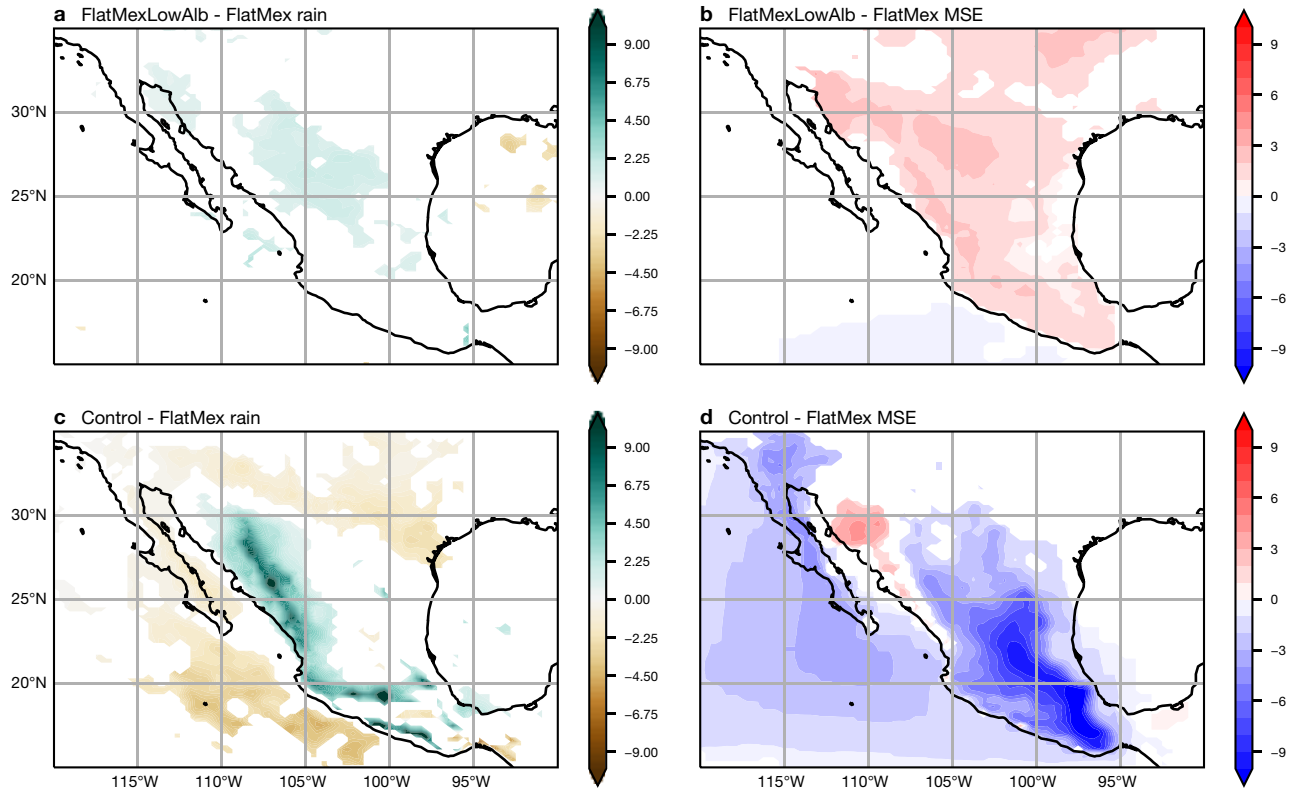 a FlatMexLowAlb - FlatMex rain
b FlatMexLowAlb - FlatMex MSE
30°N
25°N
20°N
9.00
6.75
4.50
2.25
0.00
−2.25
−4.50
−6.75
−9.00
9
6
3
0
−3
−6
−9
c Control - FlatMex rain
d Control - FlatMex MSE
30°N
25°N
20°N
115°W 110°W 105°W 100°W 95°W
9.00
6.75
4.50
2.25
0.00
−2.25
−4.50
−6.75
−9.00
115°W 110°W 105°W 100°W 95°W
9
6
3
0
−3
−6
−9